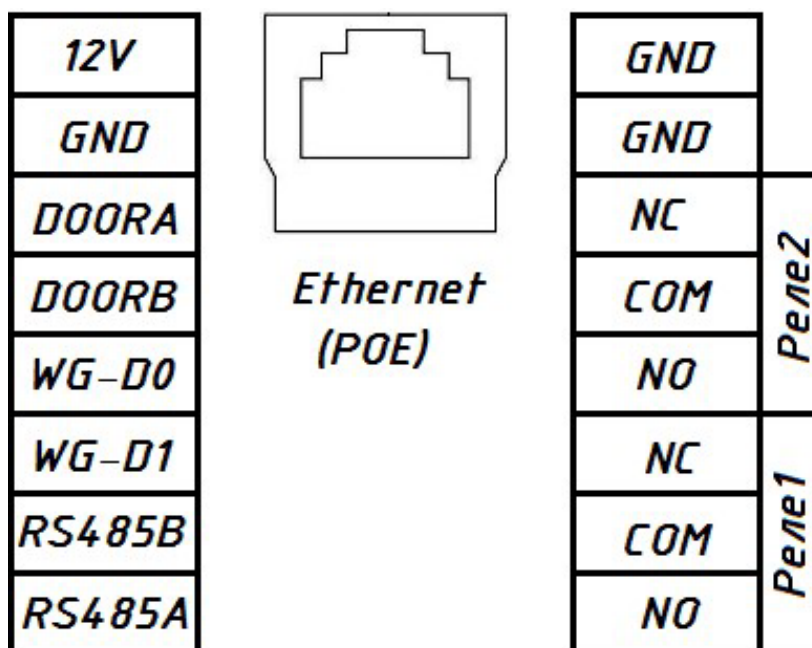 12V
GND
DOORA
DOORB
WG-D0
WG-D1
RS485B
RS485A
Ethernet
(POE)
GND
GND
NC
COM
NO
NC
COM
NO
Реле2
Реле1